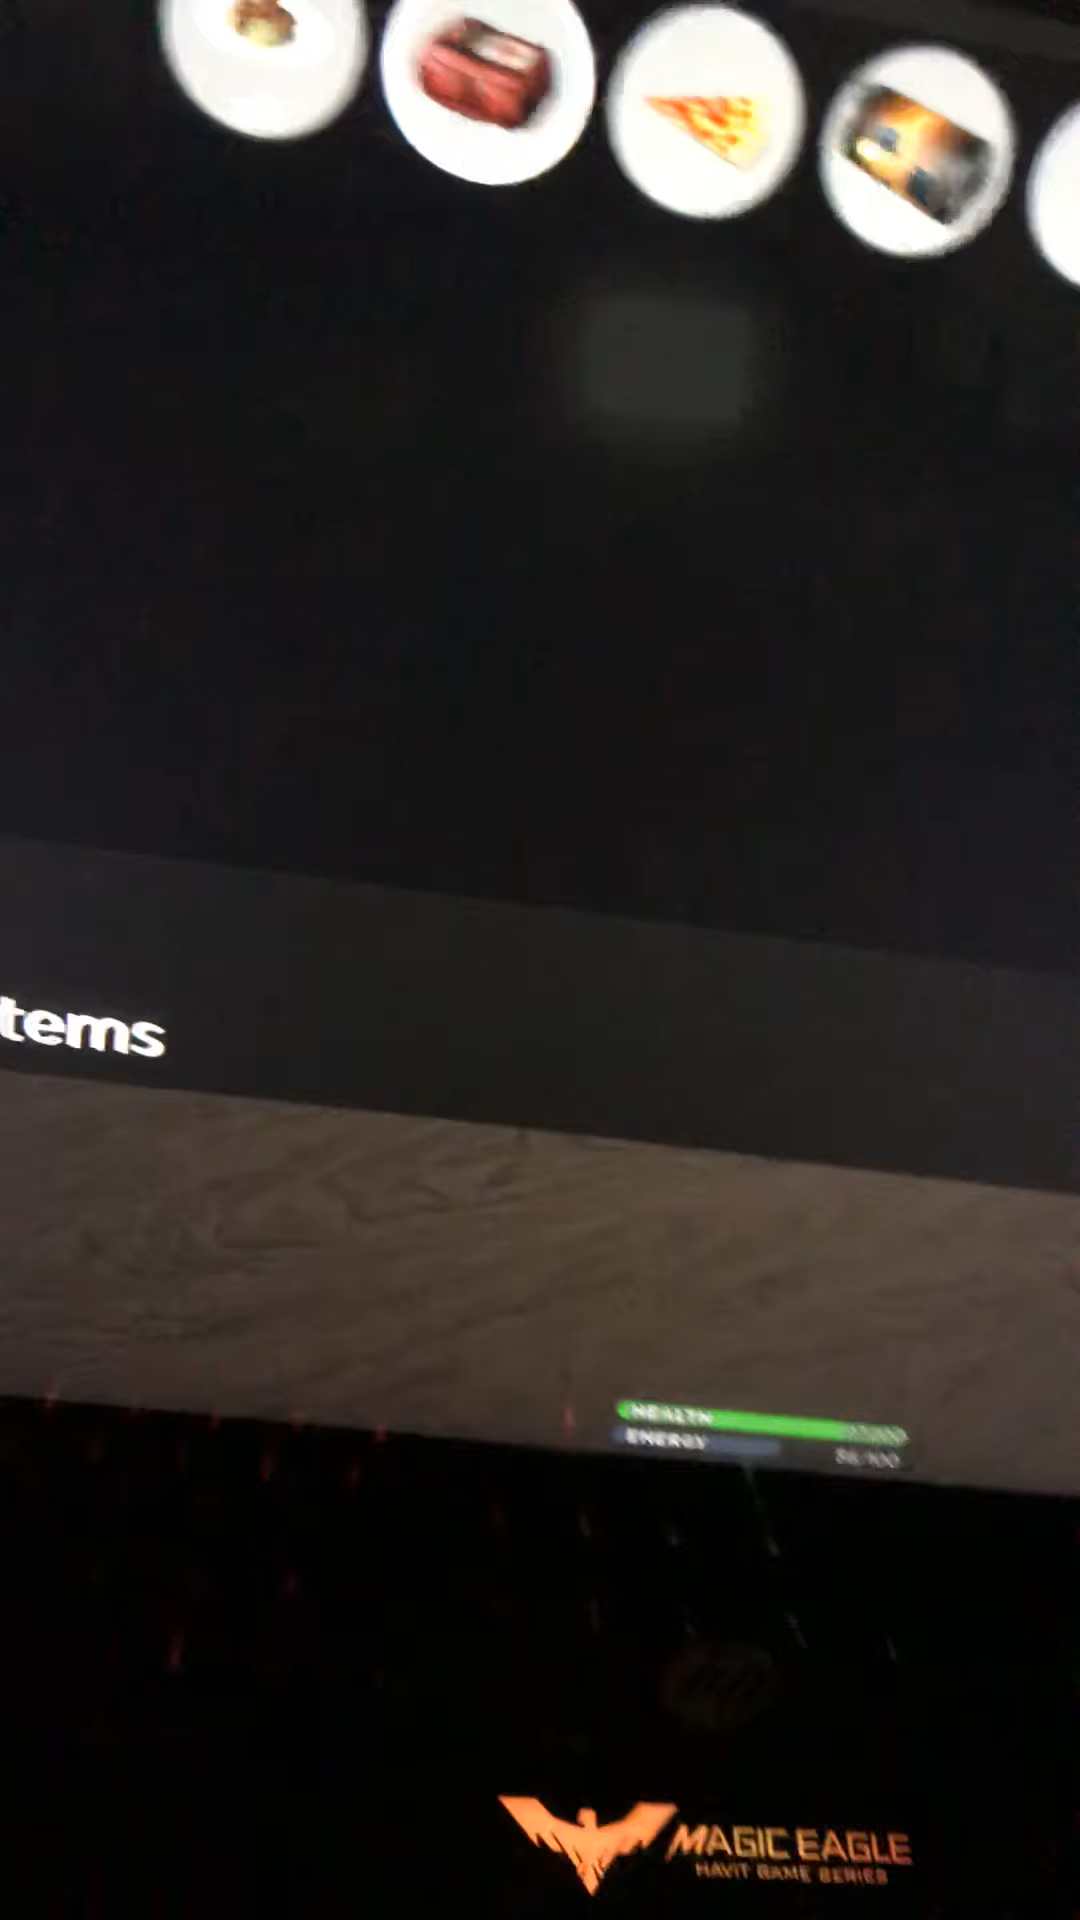 tems
HEALTH
ENERGY
MAGIC EAGLE
HAVIT GAME SERIES